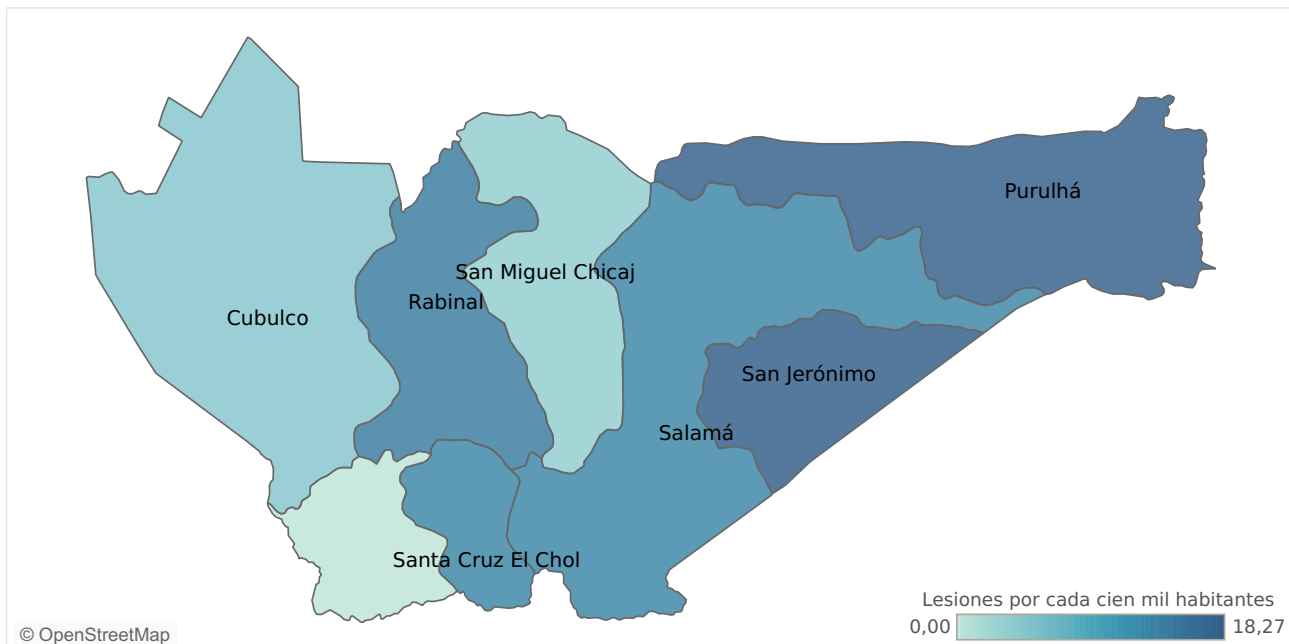 Purulhá
San Miguel Chicaj
Rabinal
Cubulco
San Jerónimo
Salamá
Santa Cruz El Chol
Lesiones por cada cien mil habitantes
0,00 18,27
© OpenStreetMap